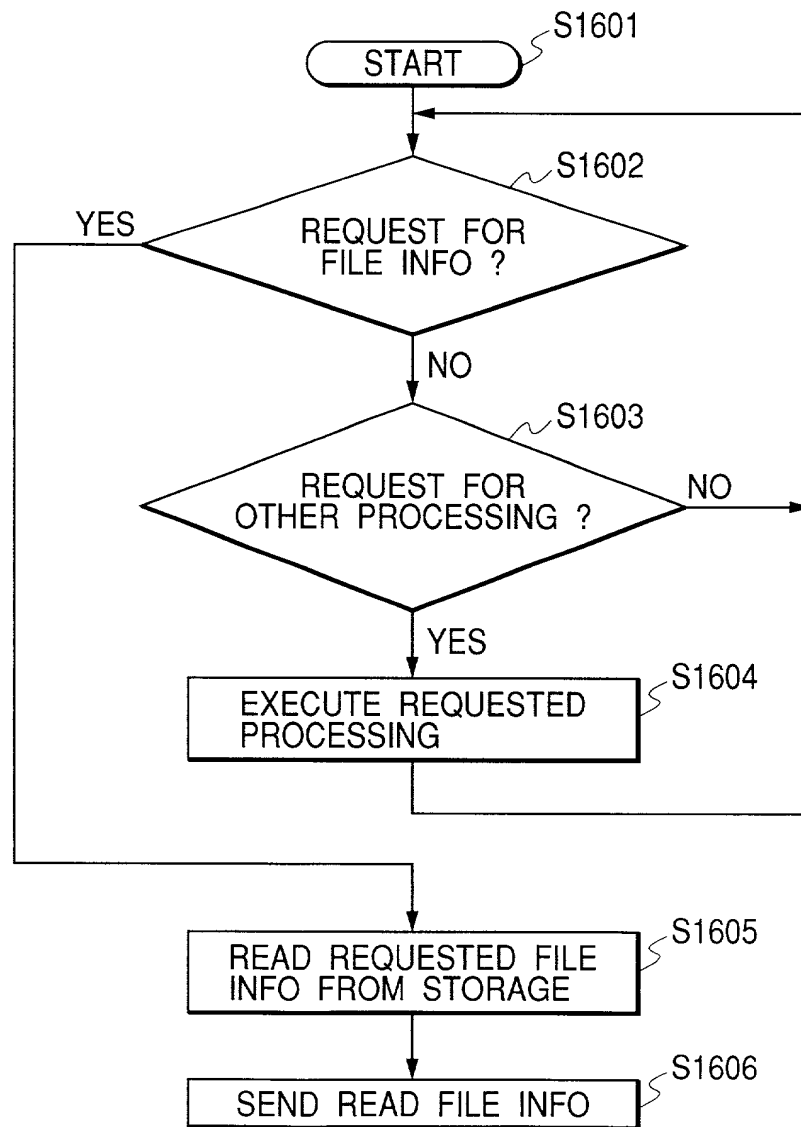 START
S1601
S1602
YES
REQUEST FOR
FILE INFO ?
NO
S1603
REQUEST FOR
OTHER PROCESSING ?
NO
YES
S1604
EXECUTE REQUESTED
PROCESSING
S1605
READ REQUESTED FILE
INFO FROM STORAGE
S1606
SEND READ FILE INFO